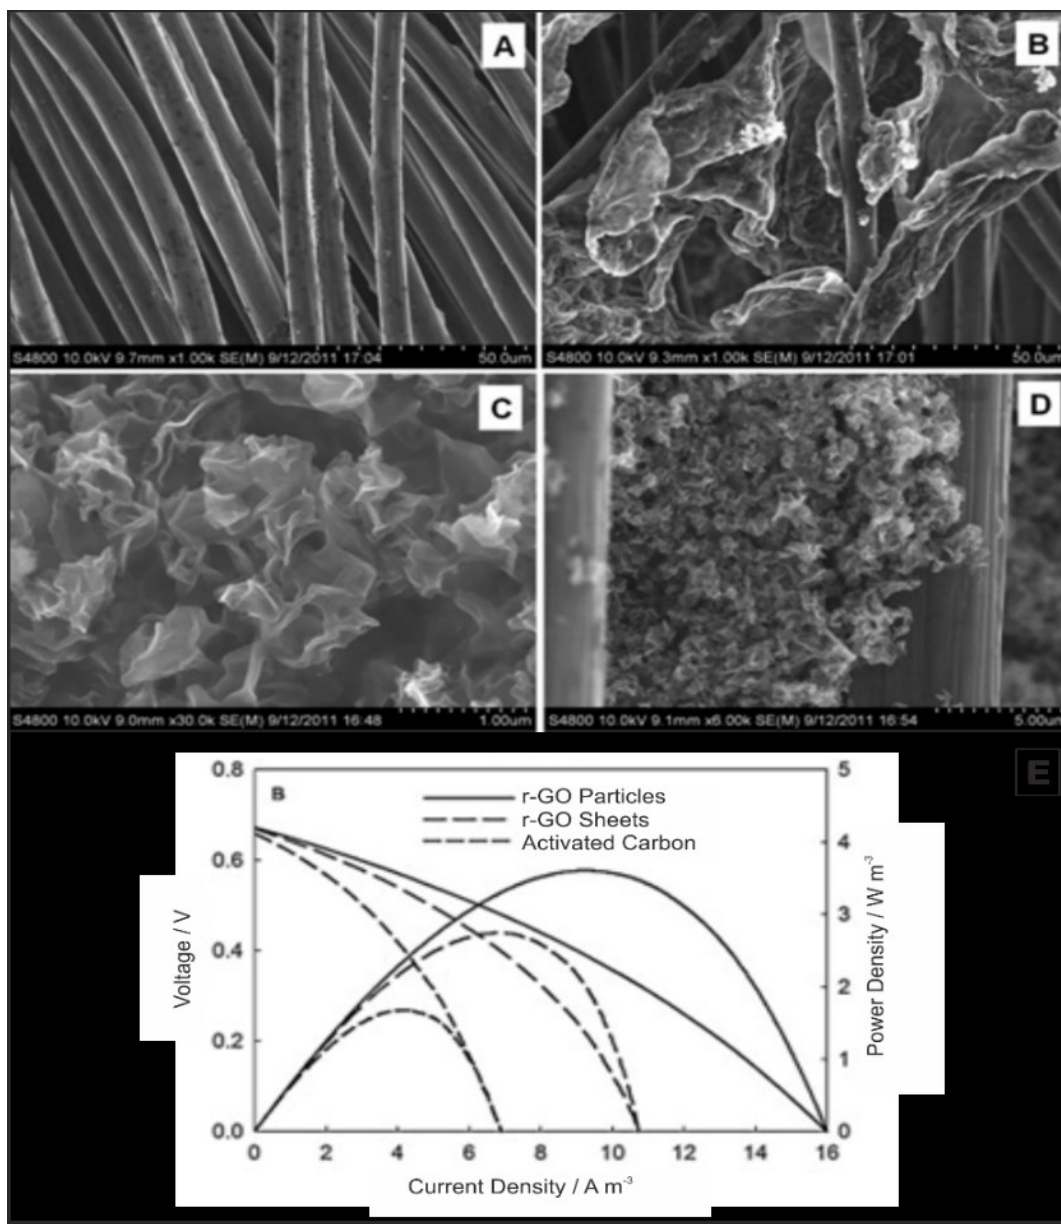 A
S4800 10.0kV 9.7mm x1.00k SE(M) 9/12/2011 17:04 50.0um
B
S4800 10.0kV 9.3mm x1.00k SE(M) 9/12/2011 17:01 50.0um
C
S4800 10.0kV 9.0mm x30.0k SE(M) 9/12/2011 16:48 1.00um
D
S4800 10.0kV 9.1mm x6.00k SE(M) 9/12/2011 16:54 5.00um
E
B
r-GO Particles
r-GO Sheets
Activated Carbon
0.8
0.6
0.4
0.2
0.0
Voltage / V
5
4
3
2
1
0
Power Density / W m⁻³
0 2 4 6 8 10 12 14 16
Current Density / A m⁻³